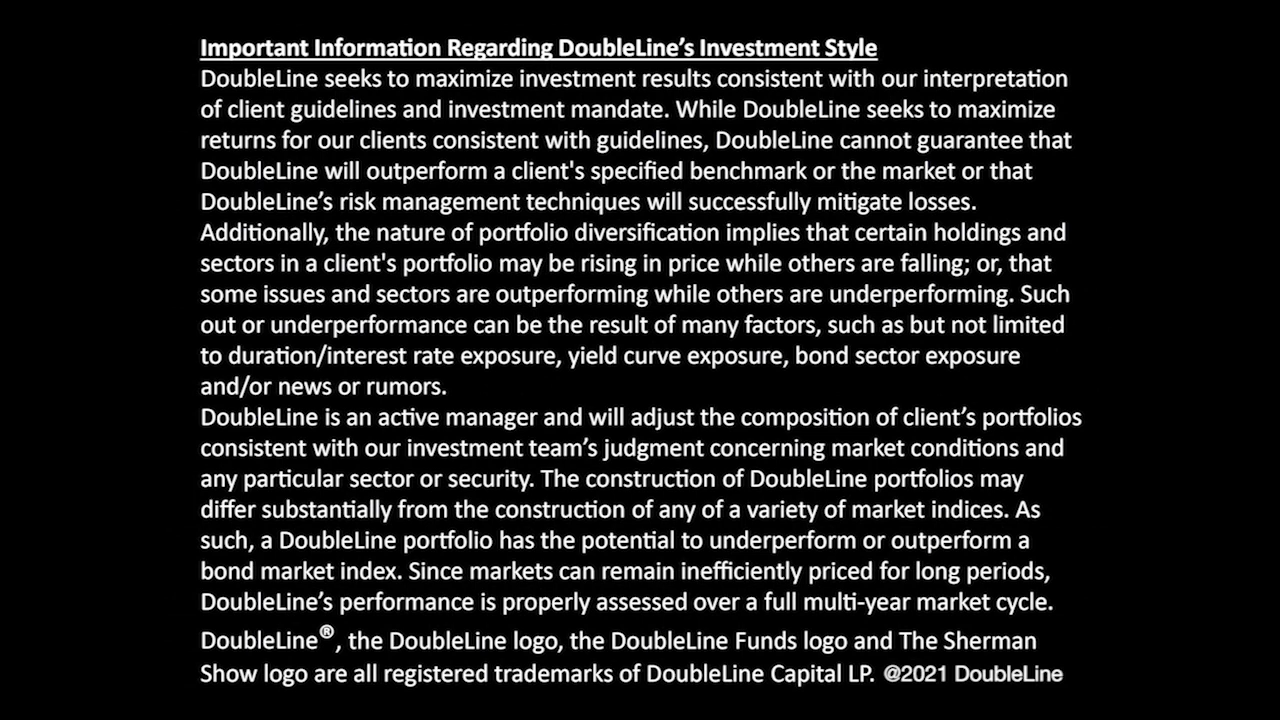 Important Information Regarding DoubleLine’s Investment Style
DoubleLine seeks to maximize investment results consistent with our interpretation
of client guidelines and investment mandate. While DoubleLine seeks to maximize
returns for our clients consistent with guidelines, DoubleLine cannot guarantee that
DoubleLine will outperform a client's specified benchmark or the market or that
DoubleLine’s risk management techniques will successfully mitigate losses.
Additionally, the nature of portfolio diversification implies that certain holdings and
sectors in a client's portfolio may be rising in price while others are falling; or, that
some issues and sectors are outperforming while others are underperforming. Such
out or underperformance can be the result of many factors, such as but not limited
to duration/interest rate exposure, yield curve exposure, bond sector exposure
and/or news or rumors.
DoubleLine is an active manager and will adjust the composition of client’s portfolios
consistent with our investment team’s judgment concerning market conditions and
any particular sector or security. The construction of DoubleLine portfolios may
differ substantially from the construction of any of a variety of market indices. As
such, a DoubleLine portfolio has the potential to underperform or outperform a
bond market index. Since markets can remain inefficiently priced for long periods,
DoubleLine’s performance is properly assessed over a full multi-year market cycle.
DoubleLine®, the DoubleLine logo, the DoubleLine Funds logo and The Sherman
Show logo are all registered trademarks of DoubleLine Capital LP. @2021 DoubleLine